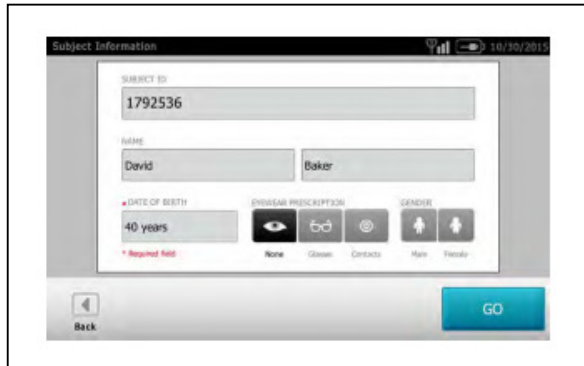 Subject Information 10/30/2015
SUBJECT ID
1792536
NAME
David Baker
* DATE OF BIRTH EYEWEAR PRESCRIPTION GENDER
40 years
* Required field None Glasses Contacts Male Female
Back GO